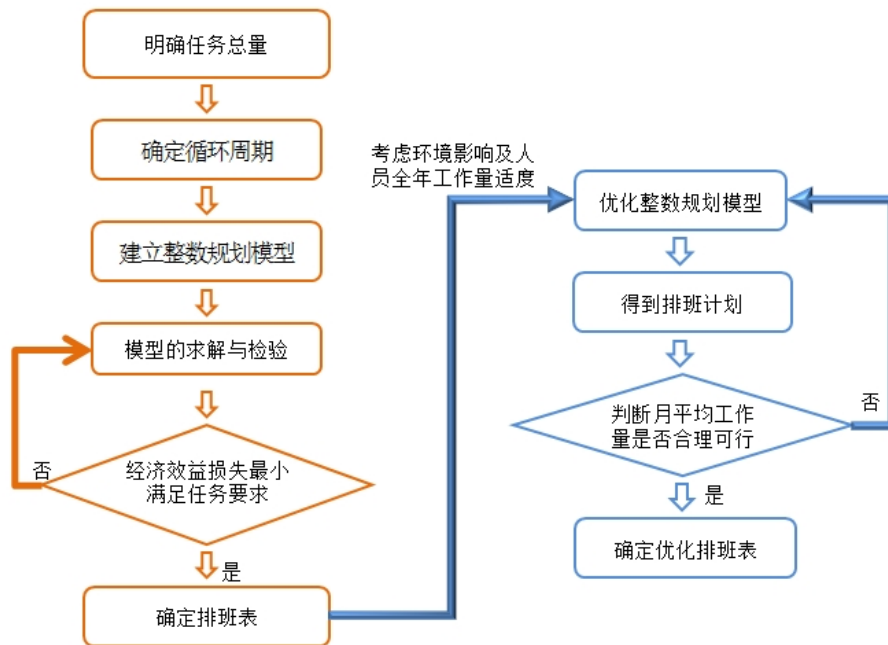 明确任务总量
确定循环周期
建立整数规划模型
模型的求解与检验
否
经济效益损失最小
满足任务要求
是
确定排班表
考虑环境影响及人
员全年工作量适度
优化整数规划模型
得到排班计划
判断月平均工作
量是否合理可行
否
是
确定优化排班表